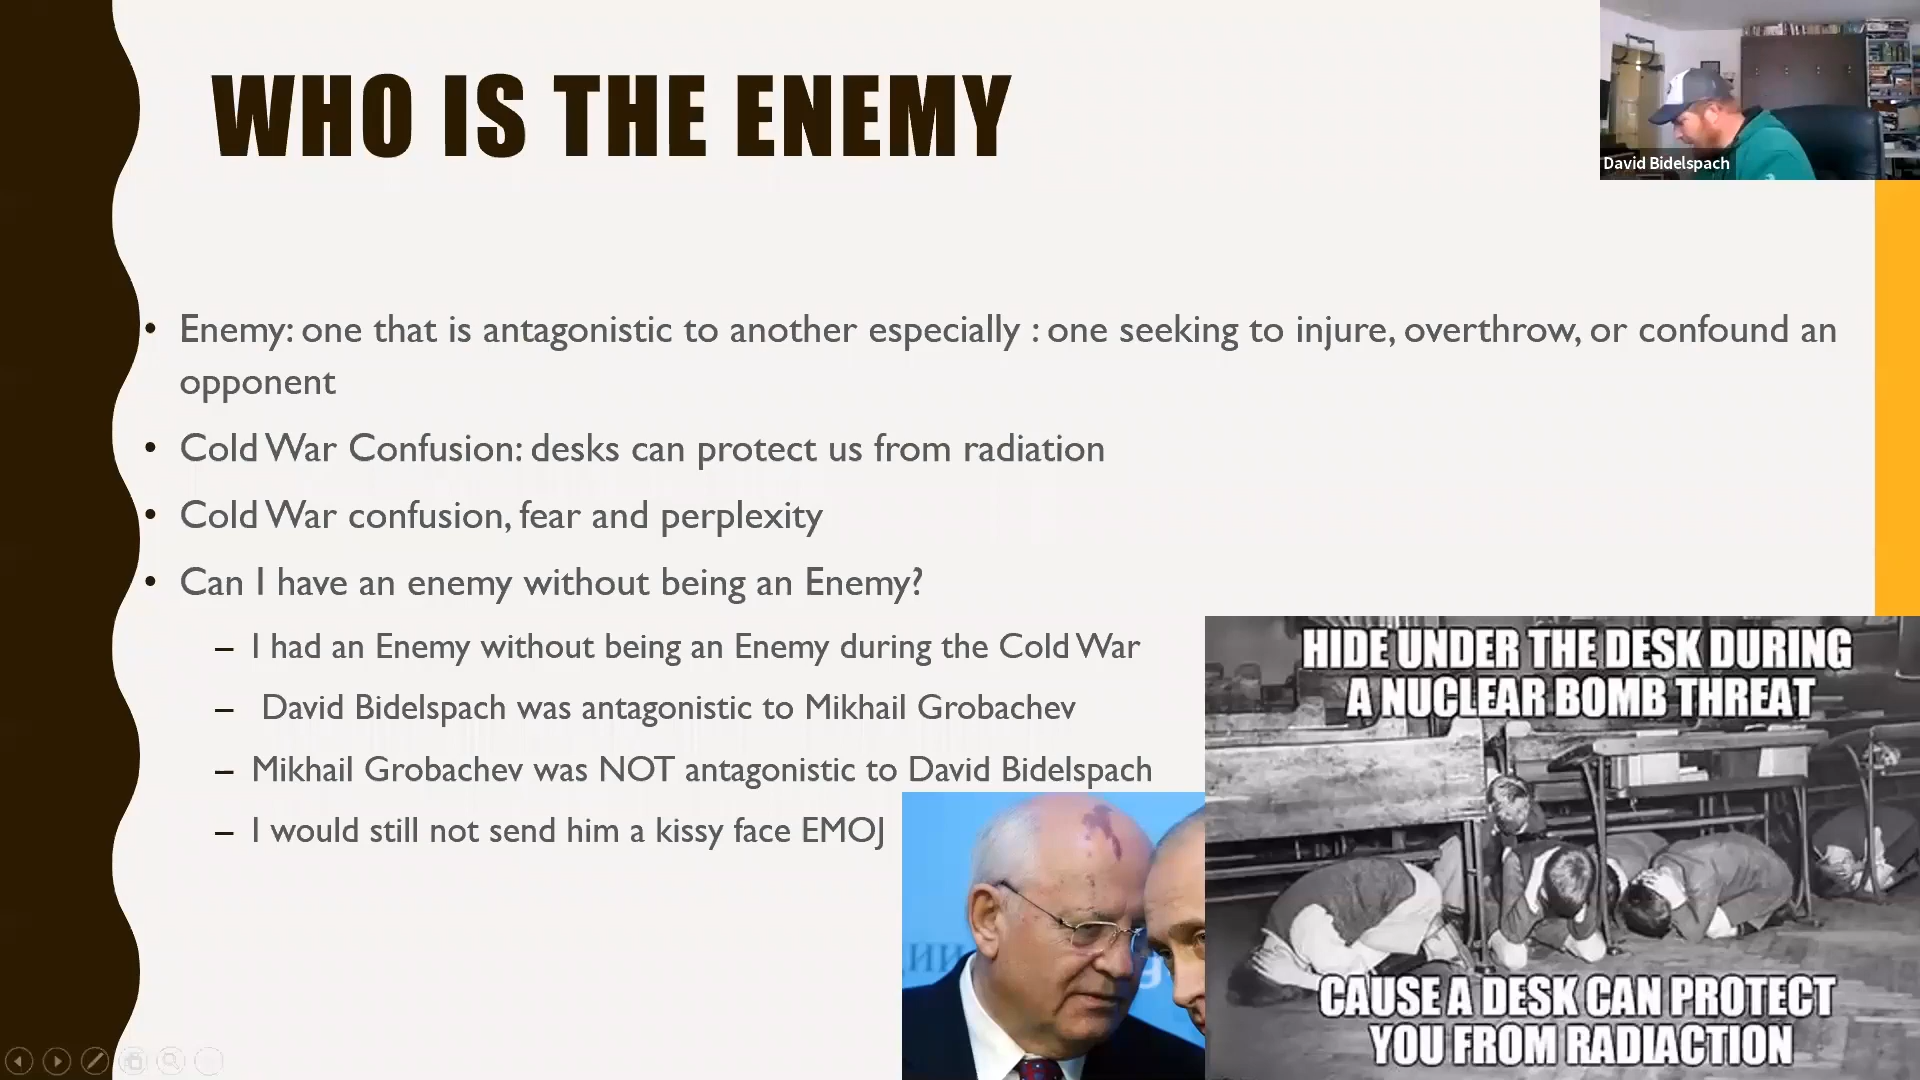 WHO IS THE ENEMY
David Bidelspach
• Enemy: one that is antagonistic to another especially : one seeking to injure, overthrow, or confound an
opponent
• Cold War Confusion: desks can protect us from radiation
• Cold War confusion, fear and perplexity
• Can I have an enemy without being an Enemy?
– I had an Enemy without being an Enemy during the Cold War
– David Bidelspach was antagonistic to Mikhail Grobachev
– Mikhail Grobachev was NOT antagonistic to David Bidelspach
– I would still not send him a kissy face EMOJ
HIDE UNDER THE DESK DURING
A NUCLEAR BOMB THREAT
CAUSE A DESK CAN PROTECT
YOU FROM RADIACTION